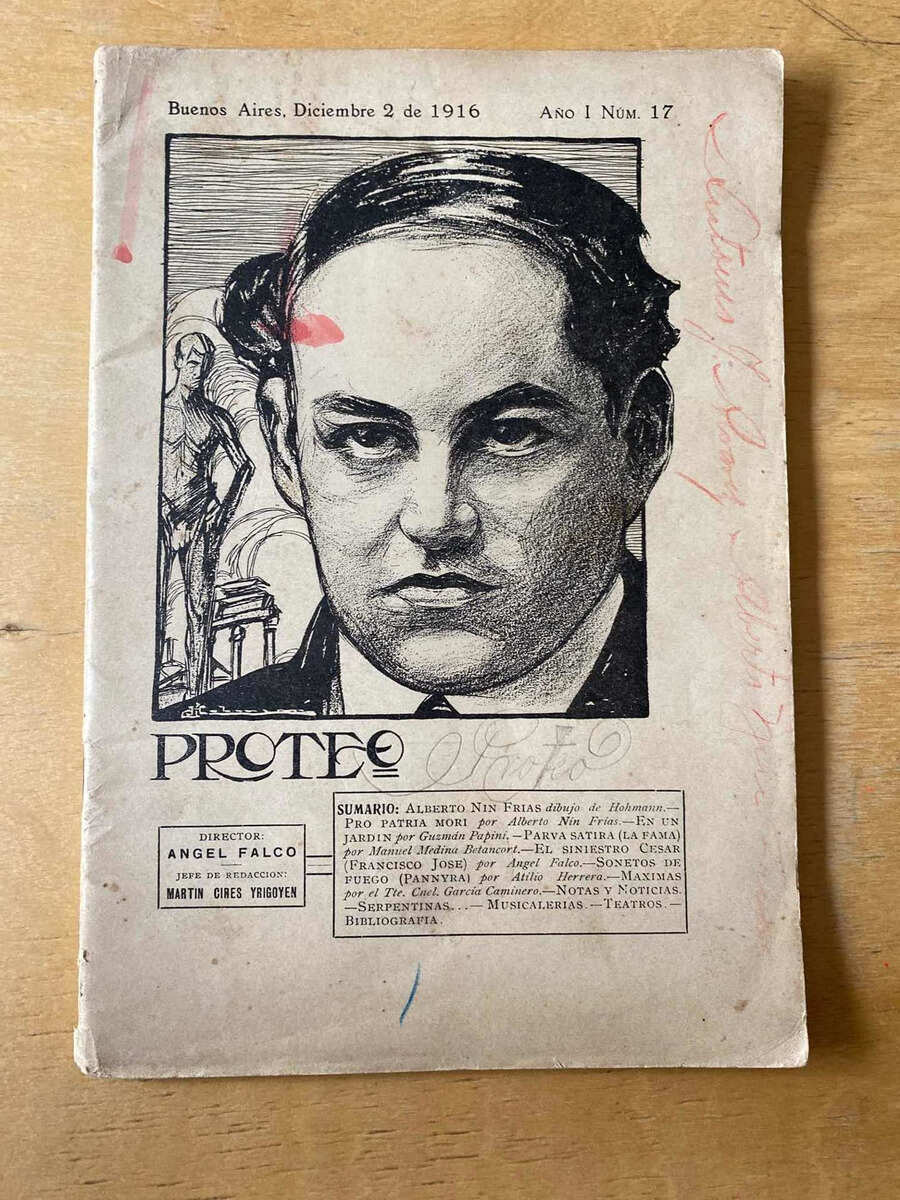 Buenos Aires, Diciembre 2 de 1916 AÑO I NÚM. 17
PROTEO
Proteo
DIRECTOR:
ANGEL FALCO
JEFE DE REDACCION:
MARTIN CIRES YRIGOYEN
SUMARIO: ALBERTO NIN FRIAS dibujo de Hohmann.—
PRO PATRIA MORI por Alberto Nin Frías.—EN UN
JARDIN por Guzmán Papini.—PARVA SATIRA (LA FAMA)
por Manuel Medina Betancort.—EL SINIESTRO CESAR
(FRANCISCO JOSE) por Angel Falco.—SONETOS DE
FUEGO (PANNYRA) por Atilio Herrera.—MAXIMAS
por el Tte. Cnel. García Caminero.—NOTAS Y NOTICIAS.
—SERPENTINAS...—MUSICALERIAS.—TEATROS.—
BIBLIOGRAFIA.